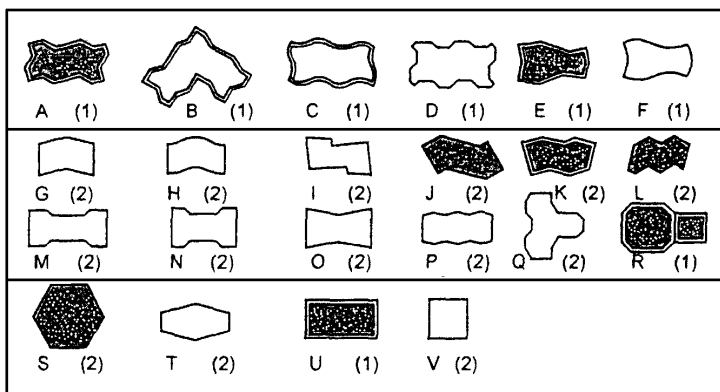 A (1) B (1) C (1) D (1) E (1) F (1)
G (2) H (2) I (2) J (2) K (2) L (2)
M (2) N (2) O (2) P (2) Q (2) R (1)
S (2) T (2) U (1) V (2)